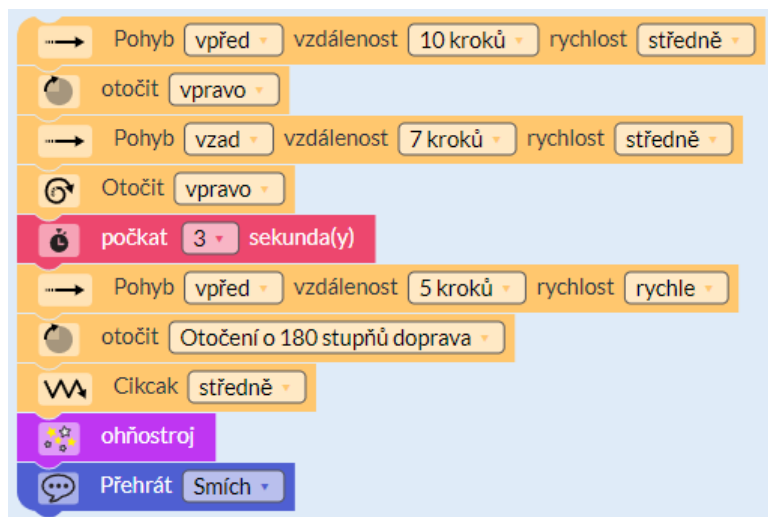 Pohyb vpřed vzdálenost 10 kroků rychlost středně
otočit vpravo
Pohyb vzad vzdálenost 7 kroků rychlost středně
Otočit vpravo
počkat 3 sekunda(y)
Pohyb vpřed vzdálenost 5 kroků rychlost rychle
otočit Otočení o 180 stupňů doprava
Cikcak středně
ohňostroj
Přehrát Smích